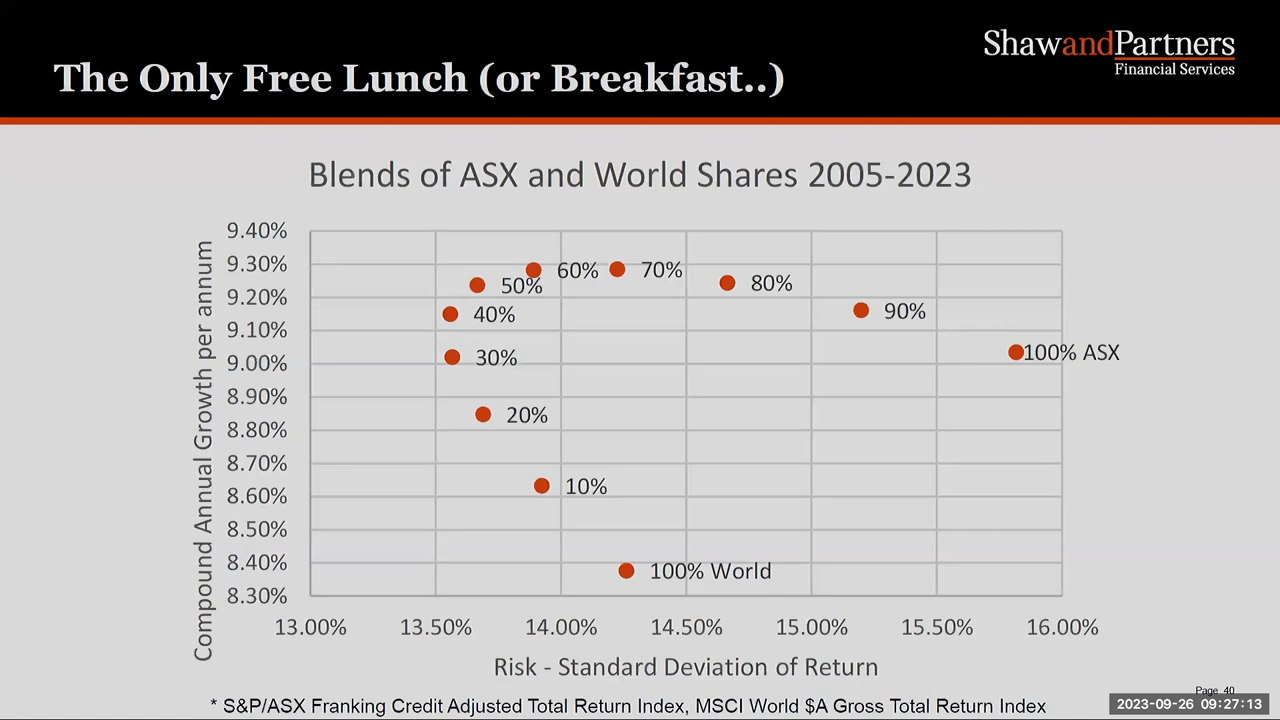 ShawandPartners
Financial Services
The Only Free Lunch (or Breakfast..)
Blends of ASX and World Shares 2005-2023
Compound Annual Growth per annum
9.40%
9.30%
9.20%
9.10%
9.00%
8.90%
8.80%
8.70%
8.60%
8.50%
8.40%
8.30%
60%
70%
50%
80%
40%
90%
30%
100% ASX
20%
10%
100% World
13.00% 13.50% 14.00% 14.50% 15.00% 15.50% 16.00%
Risk - Standard Deviation of Return
* S&P/ASX Franking Credit Adjusted Total Return Index, MSCI World $A Gross Total Return Index
Page 40
2023-09-26 09:27:13